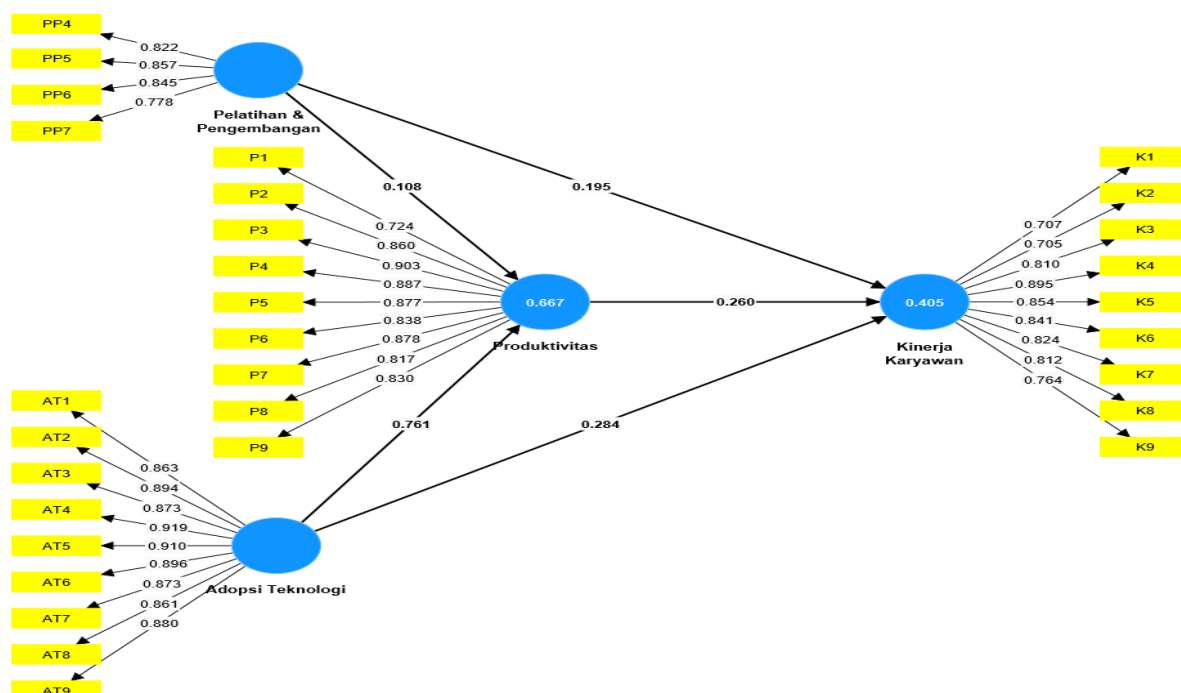 PP4
PP5
PP6
PP7
0.822
0.857
0.845
0.778
Pelatihan &
Pengembangan
P1
P2
P3
P4
P5
P6
P7
P8
P9
0.724
0.860
0.903
0.887
0.877
0.838
0.878
0.817
0.830
0.108
0.195
0.667
Produktivitas
0.260
0.761
0.284
0.405
Kinerja
Karyawan
0.707
0.705
0.810
0.895
0.854
0.841
0.824
0.812
0.764
K1
K2
K3
K4
K5
K6
K7
K8
K9
AT1
AT2
AT3
AT4
AT5
AT6
AT7
AT8
AT9
0.863
0.894
0.873
0.919
0.910
0.896
0.873
0.861
0.880
Adopsi Teknologi